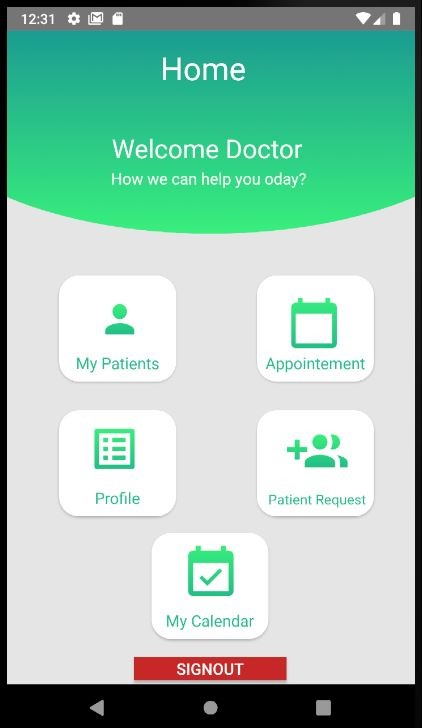 12:31
Home
Welcome Doctor
How we can help you oday?
My Patients
Appointement
Profile
Patient Request
My Calendar
SIGNOUT